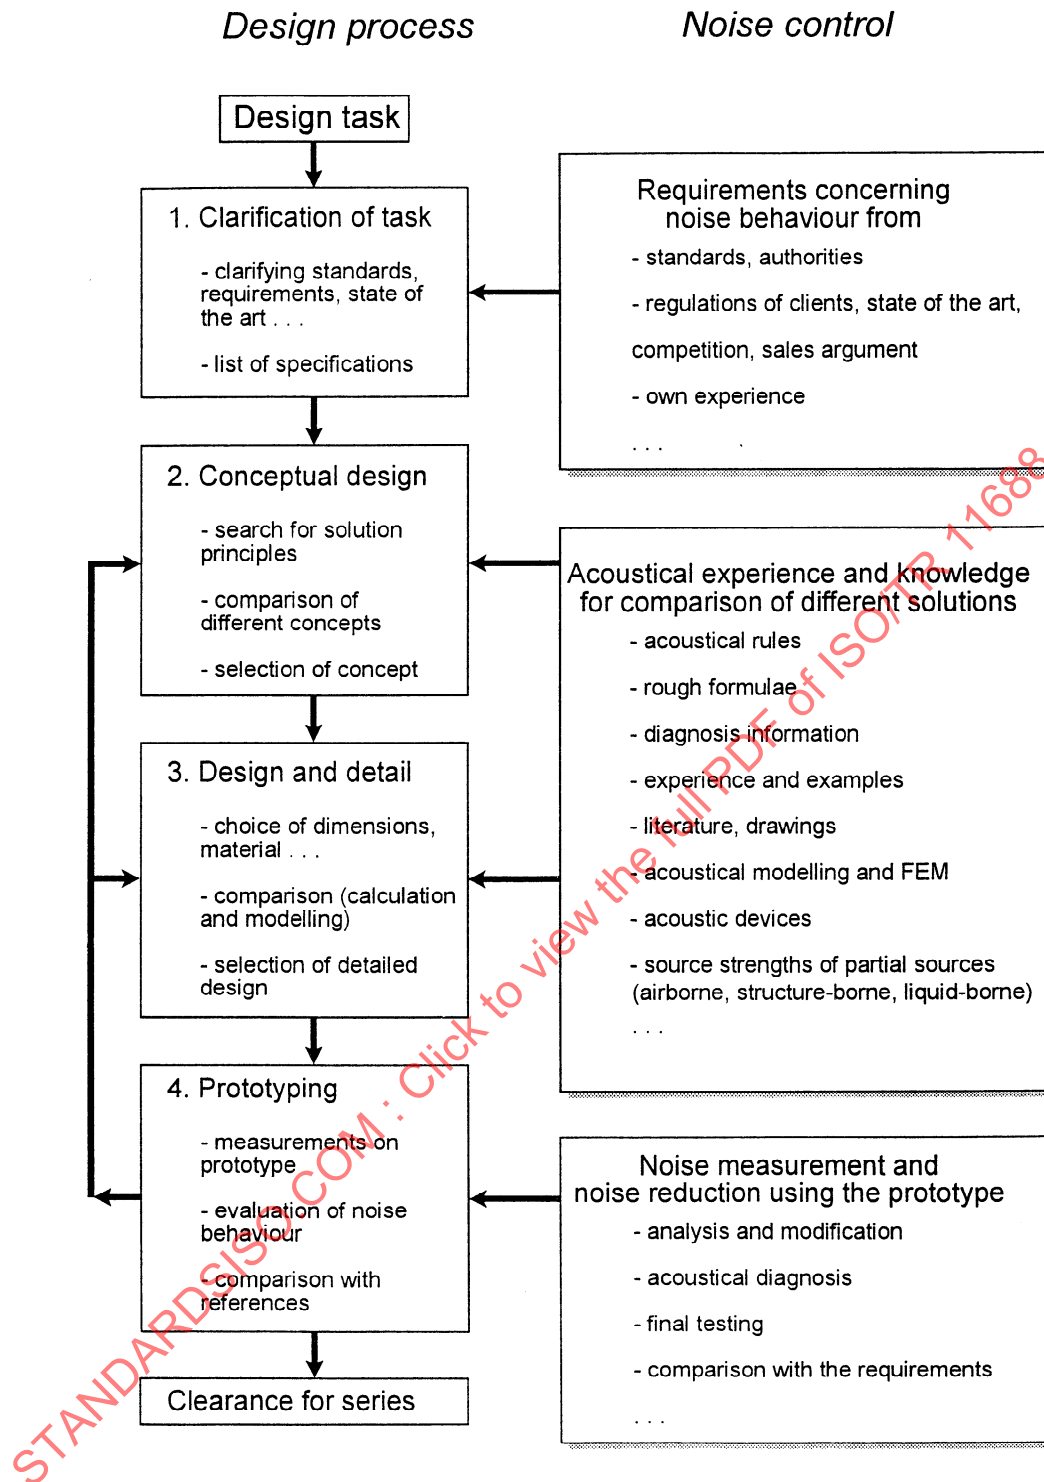 Design process
Noise control
Design task
1. Clarification of task
- clarifying standards,
requirements, state of
the art . . .
- list of specifications
Requirements concerning
noise behaviour from
- standards, authorities
- regulations of clients, state of the art,
competition, sales argument
- own experience
. . .
2. Conceptual design
- search for solution
principles
- comparison of
different concepts
- selection of concept
Acoustical experience and knowledge
for comparison of different solutions
- acoustical rules
- rough formulae
- diagnosis information
- experience and examples
- literature, drawings
- acoustical modelling and FEM
- acoustic devices
- source strengths of partial sources
(airborne, structure-borne, liquid-borne)
. . .
3. Design and detail
- choice of dimensions,
material . . .
- comparison (calculation
and modelling)
- selection of detailed
design
4. Prototyping
- measurements on
prototype
- evaluation of noise
behaviour
- comparison with
references
Noise measurement and
noise reduction using the prototype
- analysis and modification
- acoustical diagnosis
- final testing
- comparison with the requirements
. . .
Clearance for series
STANDARDSISO.COM : Click to view the full PDF of ISO/TR 11688